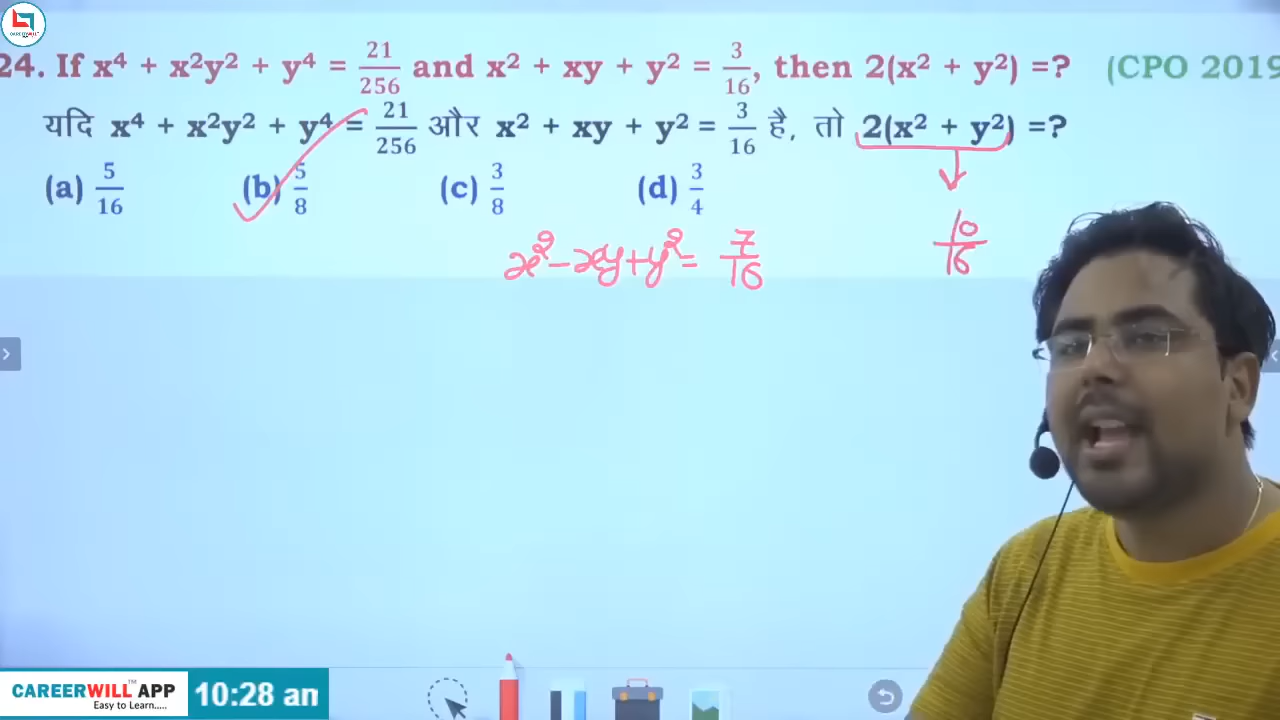 24. If x⁴ + x²y² + y⁴ = 21/256 and x² + xy + y² = 3/16, then 2(x² + y²) =? (CPO 2019
यदि x⁴ + x²y² + y⁴ = 21/256 और x² + xy + y² = 3/16 है, तो 2(x² + y²) =?
(a) 5/16 (b) 5/8 (c) 3/8 (d) 3/4
x² - xy + y² = 7/16
10/16
CAREERWILL™ APP
Easy to Learn.....
10:28 am
CAREERWILL